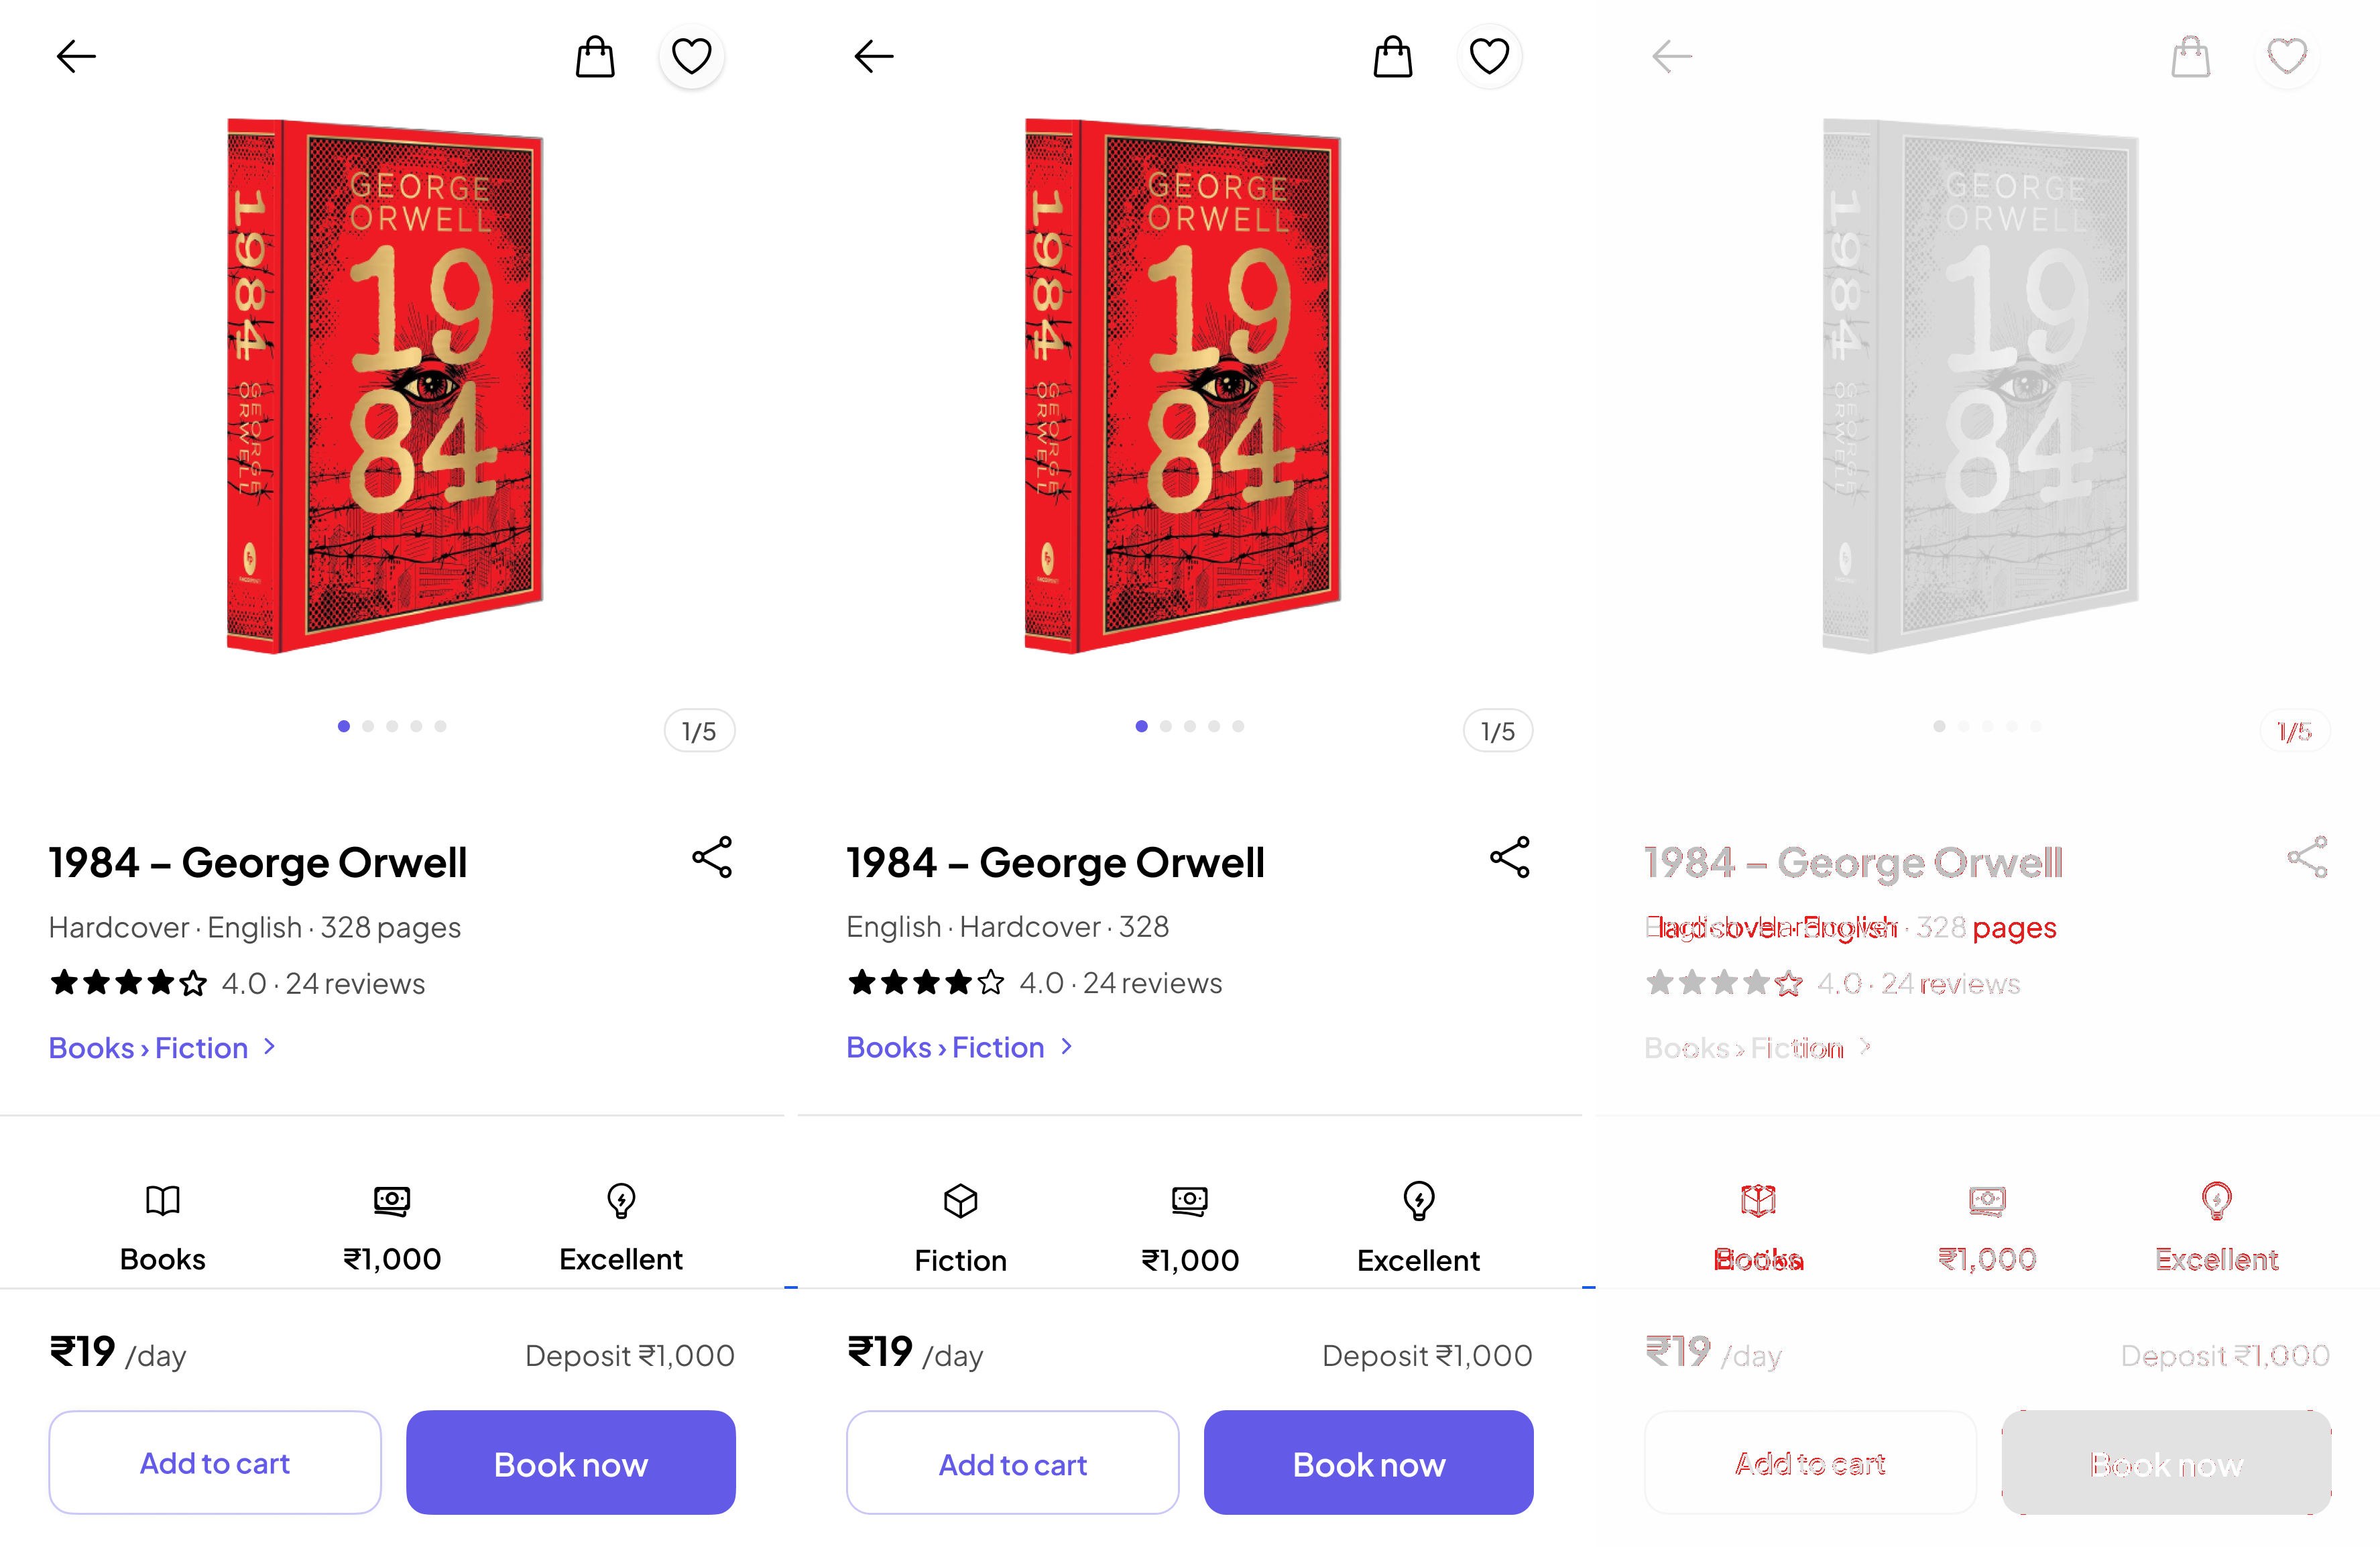 GEORGE
ORWELL
19
84
1984
GEORGE
ORWELL
1/5
1984 – George Orwell
Hardcover · English · 328 pages
4.0 · 24 reviews
Books › Fiction
Books
₹1,000
Excellent
₹19 /day
Deposit ₹1,000
Add to cart
Book now
GEORGE
ORWELL
19
84
1984
GEORGE
ORWELL
1/5
1984 – George Orwell
English · Hardcover · 328
4.0 · 24 reviews
Books › Fiction
Fiction
₹1,000
Excellent
₹19 /day
Deposit ₹1,000
Add to cart
Book now
GEORGE
ORWELL
19
84
1984
GEORGE
ORWELL
1/5
1984 – George Orwell
· 328 pages
4.0 · 24 reviews
Books › Fiction
₹1,000
Excellent
₹19 /day
Deposit ₹1,000
Add to cart
Book now